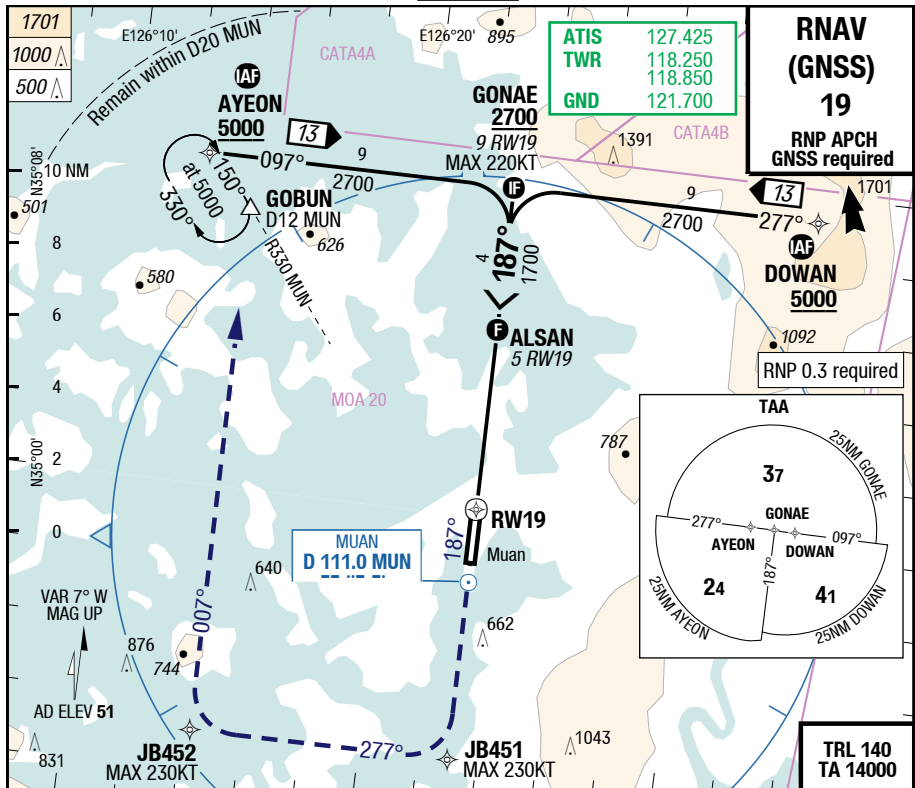 1701
1000
500
E126°10'
E126°20'
895
Remain within D20 MUN
CATA4A
ATIS 127.425
TWR 118.250
118.850
GND 121.700
RNAV
(GNSS)
19
RNP APCH
GNSS required
IAF
AYEON
5000
13
GONAE
2700
9 RW19
MAX 220KT
IF
1391
CATA4B
N35°08'
10 NM
097°
9
2700
150°
at 5000
330°
GOBUN
D12 MUN
626
R330 MUN
501
9
2700
13
277°
1701
IAF
DOWAN
5000
8
580
4
187°
1700
6
F
ALSAN
5 RW19
1092
RNP 0.3 required
4
MOA 20
787
N35°00'
2
0
TAA
25NM GONAE
37
GONAE
277°
AYEON
DOWAN
097°
187°
24
41
25NM AYEON
25NM DOWAN
RW19
187°
Muan
MUAN
D 111.0 MUN
640
662
VAR 7° W
MAG UP
007°
876
744
AD ELEV 51
831
JB452
MAX 230KT
277°
JB451
MAX 230KT
1043
TRL 140
TA 14000